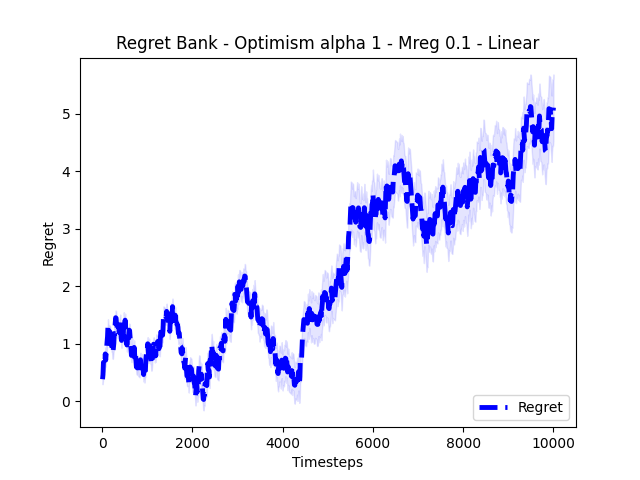 Regret Bank - Optimism alpha 1 - Mreg 0.1 - Linear
Regret
5
4
3
2
1
0
0 2000 4000 6000 8000 10000
Timesteps
Regret